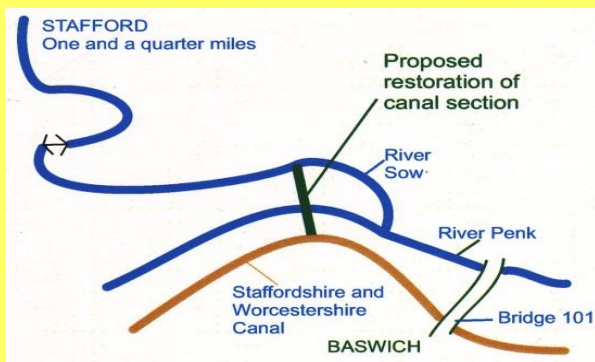 STAFFORD
One and a quarter miles
Proposed
restoration of
canal section
River
Sow
River Penk
Staffordshire and
Worcestershire
Canal
Bridge 101
BASWICH